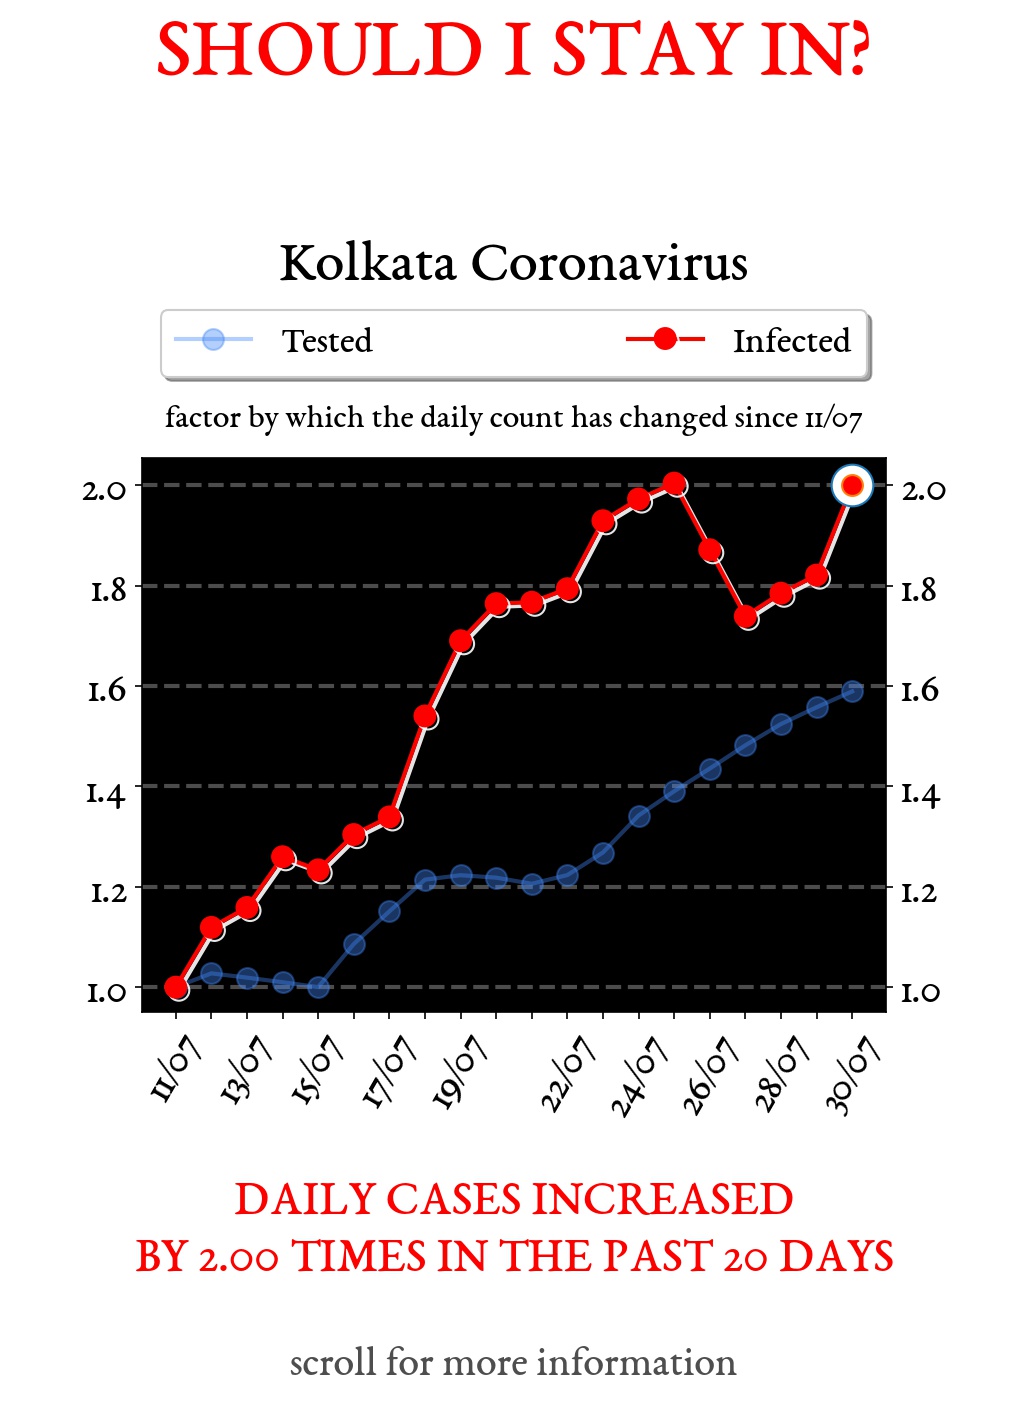 SHOULD I STAY IN?
Kolkata Coronavirus
Tested Infected
factor by which the daily count has changed since 11/07
2.0 2.0
1.8 1.8
1.6 1.6
1.4 1.4
1.2 1.2
1.0 1.0
11/07 13/07 15/07 17/07 19/07 22/07 24/07 26/07 28/07 30/07
DAILY CASES INCREASED
BY 2.00 TIMES IN THE PAST 20 DAYS
scroll for more information